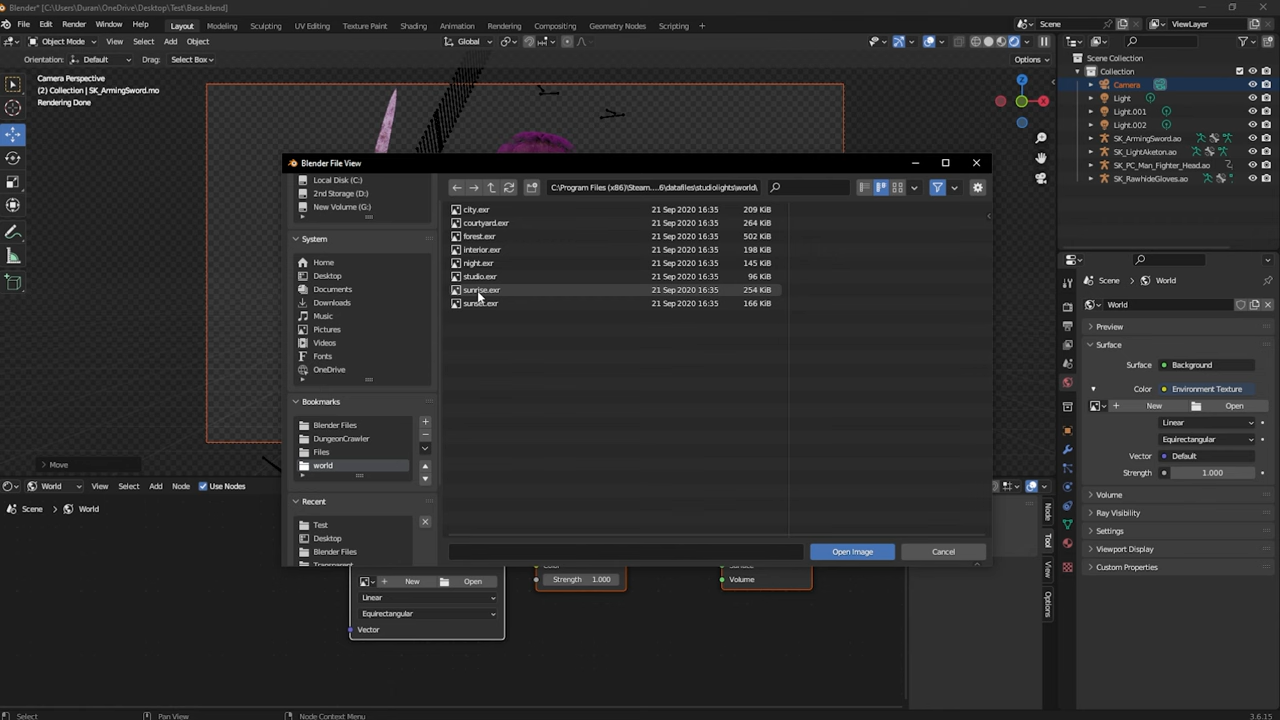 Blender* [C:\Users\Duran\OneDrive\Desktop\Test\Base.blend]
File Edit Render Window Help Layout Modeling Sculpting UV Editing Texture Paint Shading Animation Rendering Compositing Geometry Nodes Scripting + Scene ViewLayer
Object Mode View Select Add Object Global
Orientation: Default Drag: Select Box Options
Camera Perspective
(2) Collection | SK_ArmingSword.mo
Rendering Done
Scene Collection
Collection
Camera
Light
Light.001
Light.002
SK_ArmingSword.ao
SK_LightAketon.ao
SK_PC_Man_Fighter_Head.ao
SK_RawhideGloves.ao
Blender File View
Local Disk (C:)
2nd Storage (D:)
New Volume (G:)
System
Home
Desktop
Documents
Downloads
Music
Pictures
Videos
Fonts
OneDrive
Bookmarks
Blender Files
DungeonCrawler
Files
world
Recent
Test
Desktop
Blender Files
Transparent
C:\Program Files (x86)\Steam....6\datafiles\studiolights\world\
city.exr 21 Sep 2020 16:35 209 KiB
courtyard.exr 21 Sep 2020 16:35 264 KiB
forest.exr 21 Sep 2020 16:35 502 KiB
interior.exr 21 Sep 2020 16:35 198 KiB
night.exr 21 Sep 2020 16:35 145 KiB
studio.exr 21 Sep 2020 16:35 96 KiB
sunrise.exr 21 Sep 2020 16:35 254 KiB
sunset.exr 21 Sep 2020 16:35 166 KiB
Open Image Cancel
Scene World
World
Preview
Surface
Surface Background
Color Environment Texture
New Open
Linear
Equirectangular
Vector Default
Strength 1.000
Volume
Ray Visibility
Settings
Viewport Display
Custom Properties
Move
World View Select Add Node Use Nodes
Scene World
New Open
Linear
Equirectangular
Vector
Color
Strength 1.000
Surface
Volume
Node
Tool
View
Options
Select Pan View Node Context Menu 3.6.15